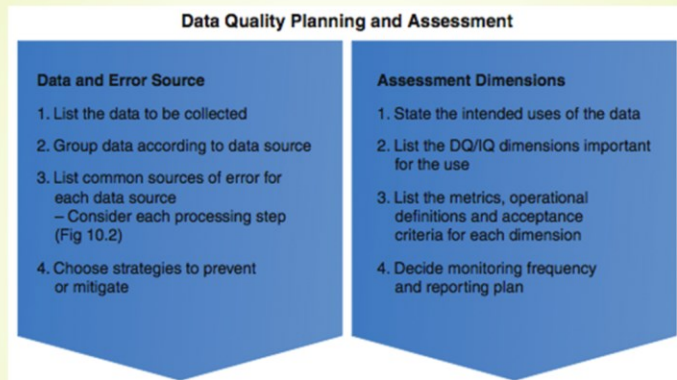 Data Quality Planning and Assessment
Data and Error Source
1. List the data to be collected
2. Group data according to data source
3. List common sources of error for
each data source
– Consider each processing step
(Fig 10.2)
4. Choose strategies to prevent
or mitigate
Assessment Dimensions
1. State the intended uses of the data
2. List the DQ/IQ dimensions important
for the use
3. List the metrics, operational
definitions and acceptance
criteria for each dimension
4. Decide monitoring frequency
and reporting plan